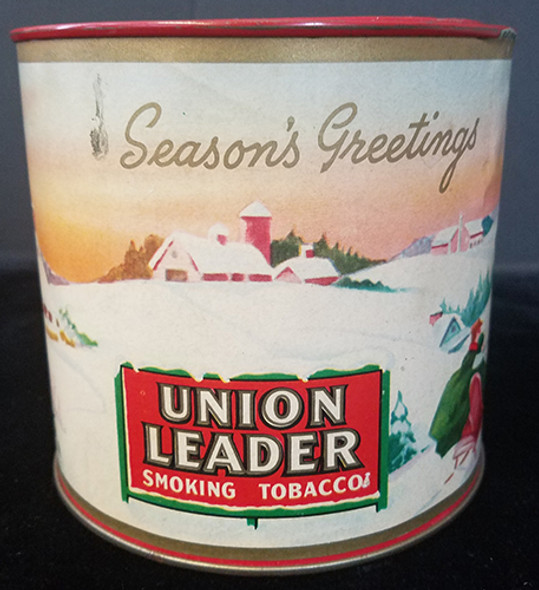 Season's Greetings
UNION
LEADER
SMOKING TOBACCO